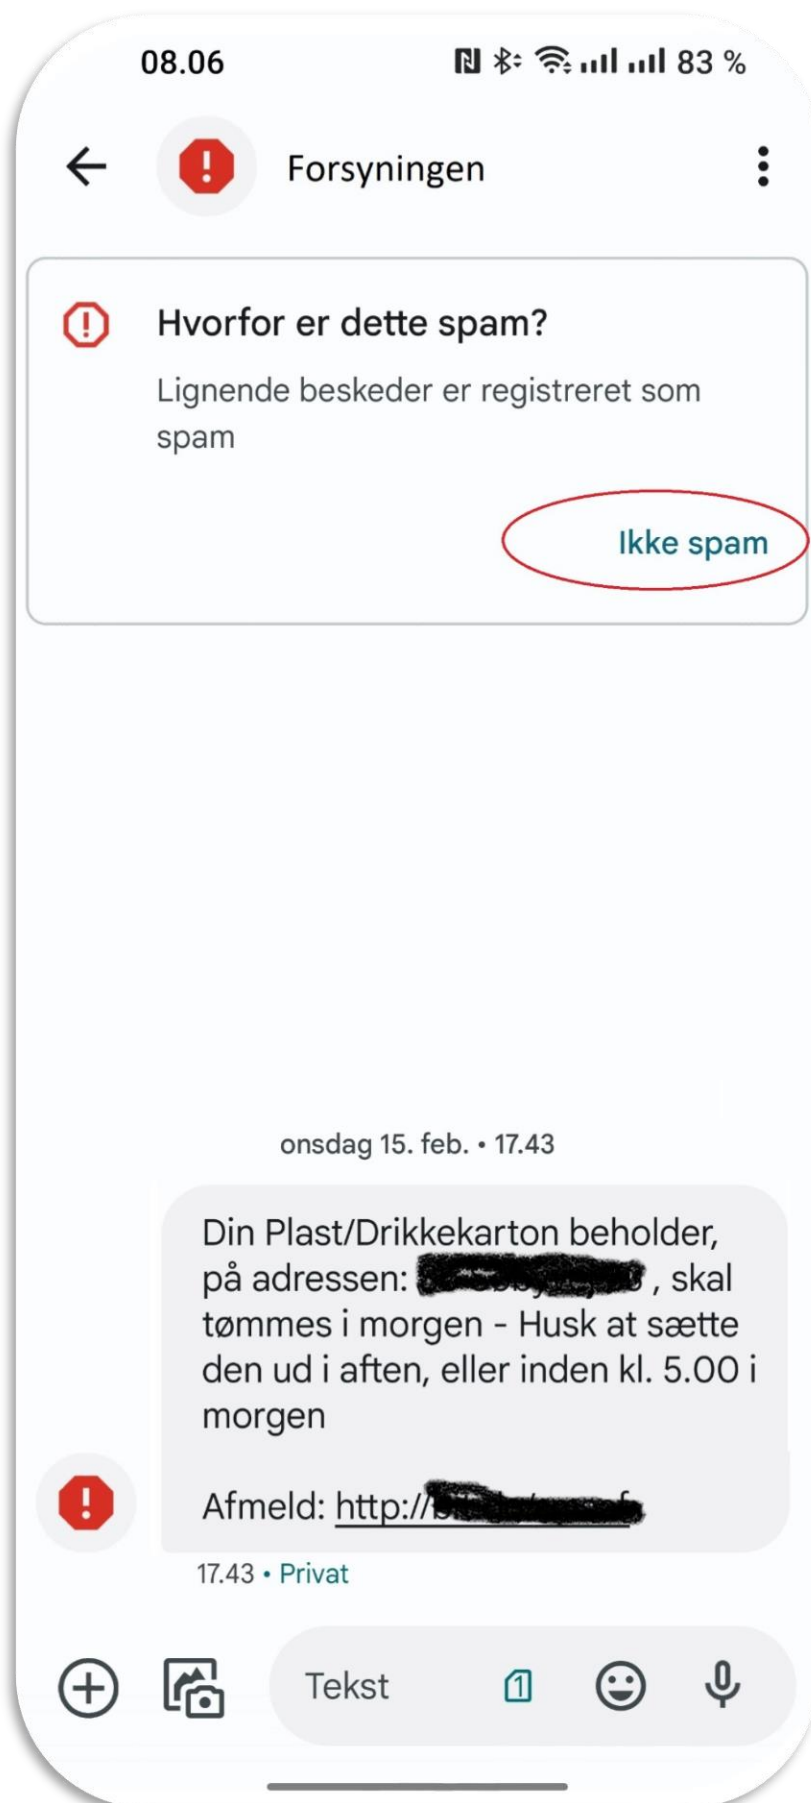 08.06 83 %
Forsyningen
Hvorfor er dette spam?
Lignende beskeder er registreret som
spam
Ikke spam
onsdag 15. feb. • 17.43
Din Plast/Drikkekarton beholder,
på adressen: , skal
tømmes i morgen - Husk at sætte
den ud i aften, eller inden kl. 5.00 i
morgen
Afmeld: http://
17.43 • Privat
Tekst 1